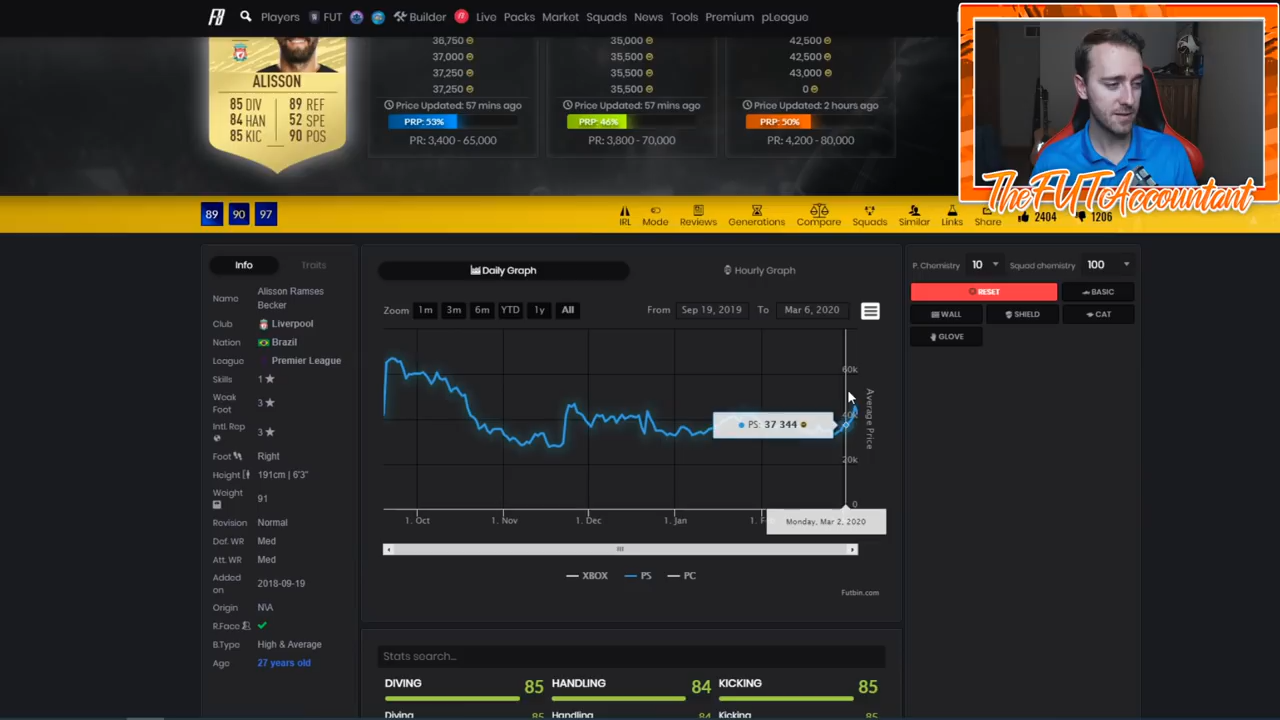 Players FUT Builder Live Packs Market Squads News Tools Premium pLeague
36,750 35,000 42,500
37,000 35,500 42,500
37,250 35,500 43,000
37,250 35,500 0
ALISSON
85 DIV 89 REF
84 HAN 52 SPE
85 KIC 90 POS
Price Updated: 57 mins ago Price Updated: 57 mins ago Price Updated: 2 hours ago
PRP: 53% PRP: 46% PRP: 50%
PR: 3,400 - 65,000 PR: 3,800 - 70,000 PR: 4,200 - 80,000
TheFUTAccountant
89 90 97
IRL Mode Reviews Generations Compare Squads Similar Links Share 2404 1206
Info Traits
Name Alisson Ramses Becker
Club Liverpool
Nation Brazil
League Premier League
Skills 1
Weak Foot 3
Intl. Rep 3
Foot Right
Height 191cm | 6'3"
Weight 91
Revision Normal
Def. WR Med
Att. WR Med
Added on 2018-09-19
Origin N\A
R.Face
B.Type High & Average
Age 27 years old
Daily Graph Hourly Graph
Zoom 1m 3m 6m YTD 1y All From Sep 19, 2019 To Mar 6, 2020
60k
40k
20k
0
Average Price
PS: 37 344
1. Oct 1. Nov 1. Dec 1. Jan 1. F
Monday, Mar 2, 2020
XBOX PS PC
Futbin.com
P. Chemistry 10 Squad chemistry 100
RESET BASIC
WALL SHIELD CAT
GLOVE
Stats search...
DIVING 85 HANDLING 84 KICKING 85
Diving 85 Handling 84 Kicking 85